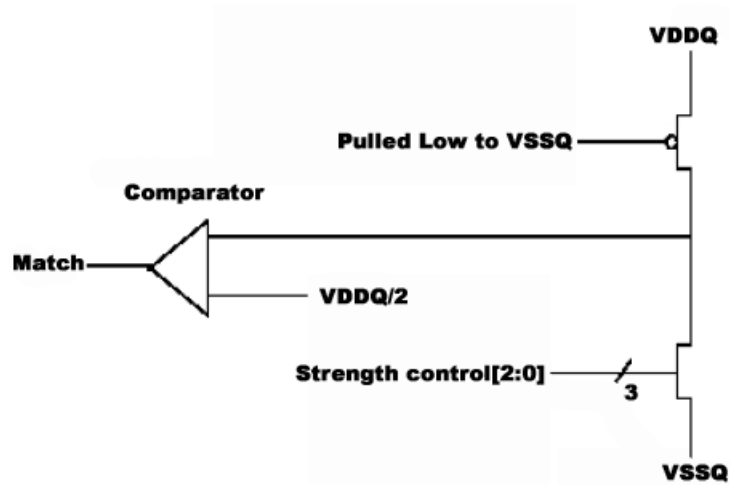 VDDQ
Pulled Low to VSSQ
Comparator
Match
VDDQ/2
Strength control[2:0]
3
VSSQ